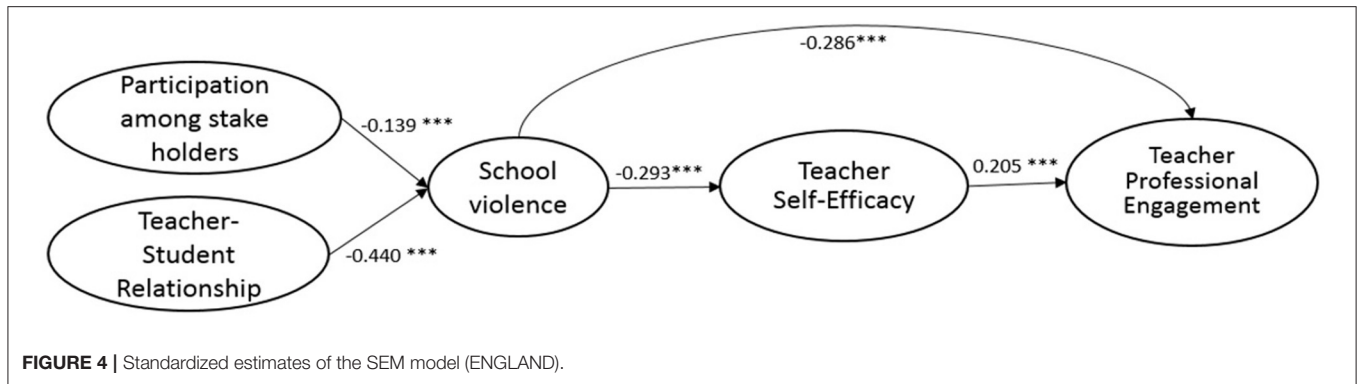 -0.286***
Participation
among stake
holders
-0.139 ***
School
violence
-0.293***
Teacher
Self-Efficacy
0.205 ***
Teacher
Professional
Engagement
Teacher-
Student
Relationship
-0.440 ***
FIGURE 4 | Standardized estimates of the SEM model (ENGLAND).